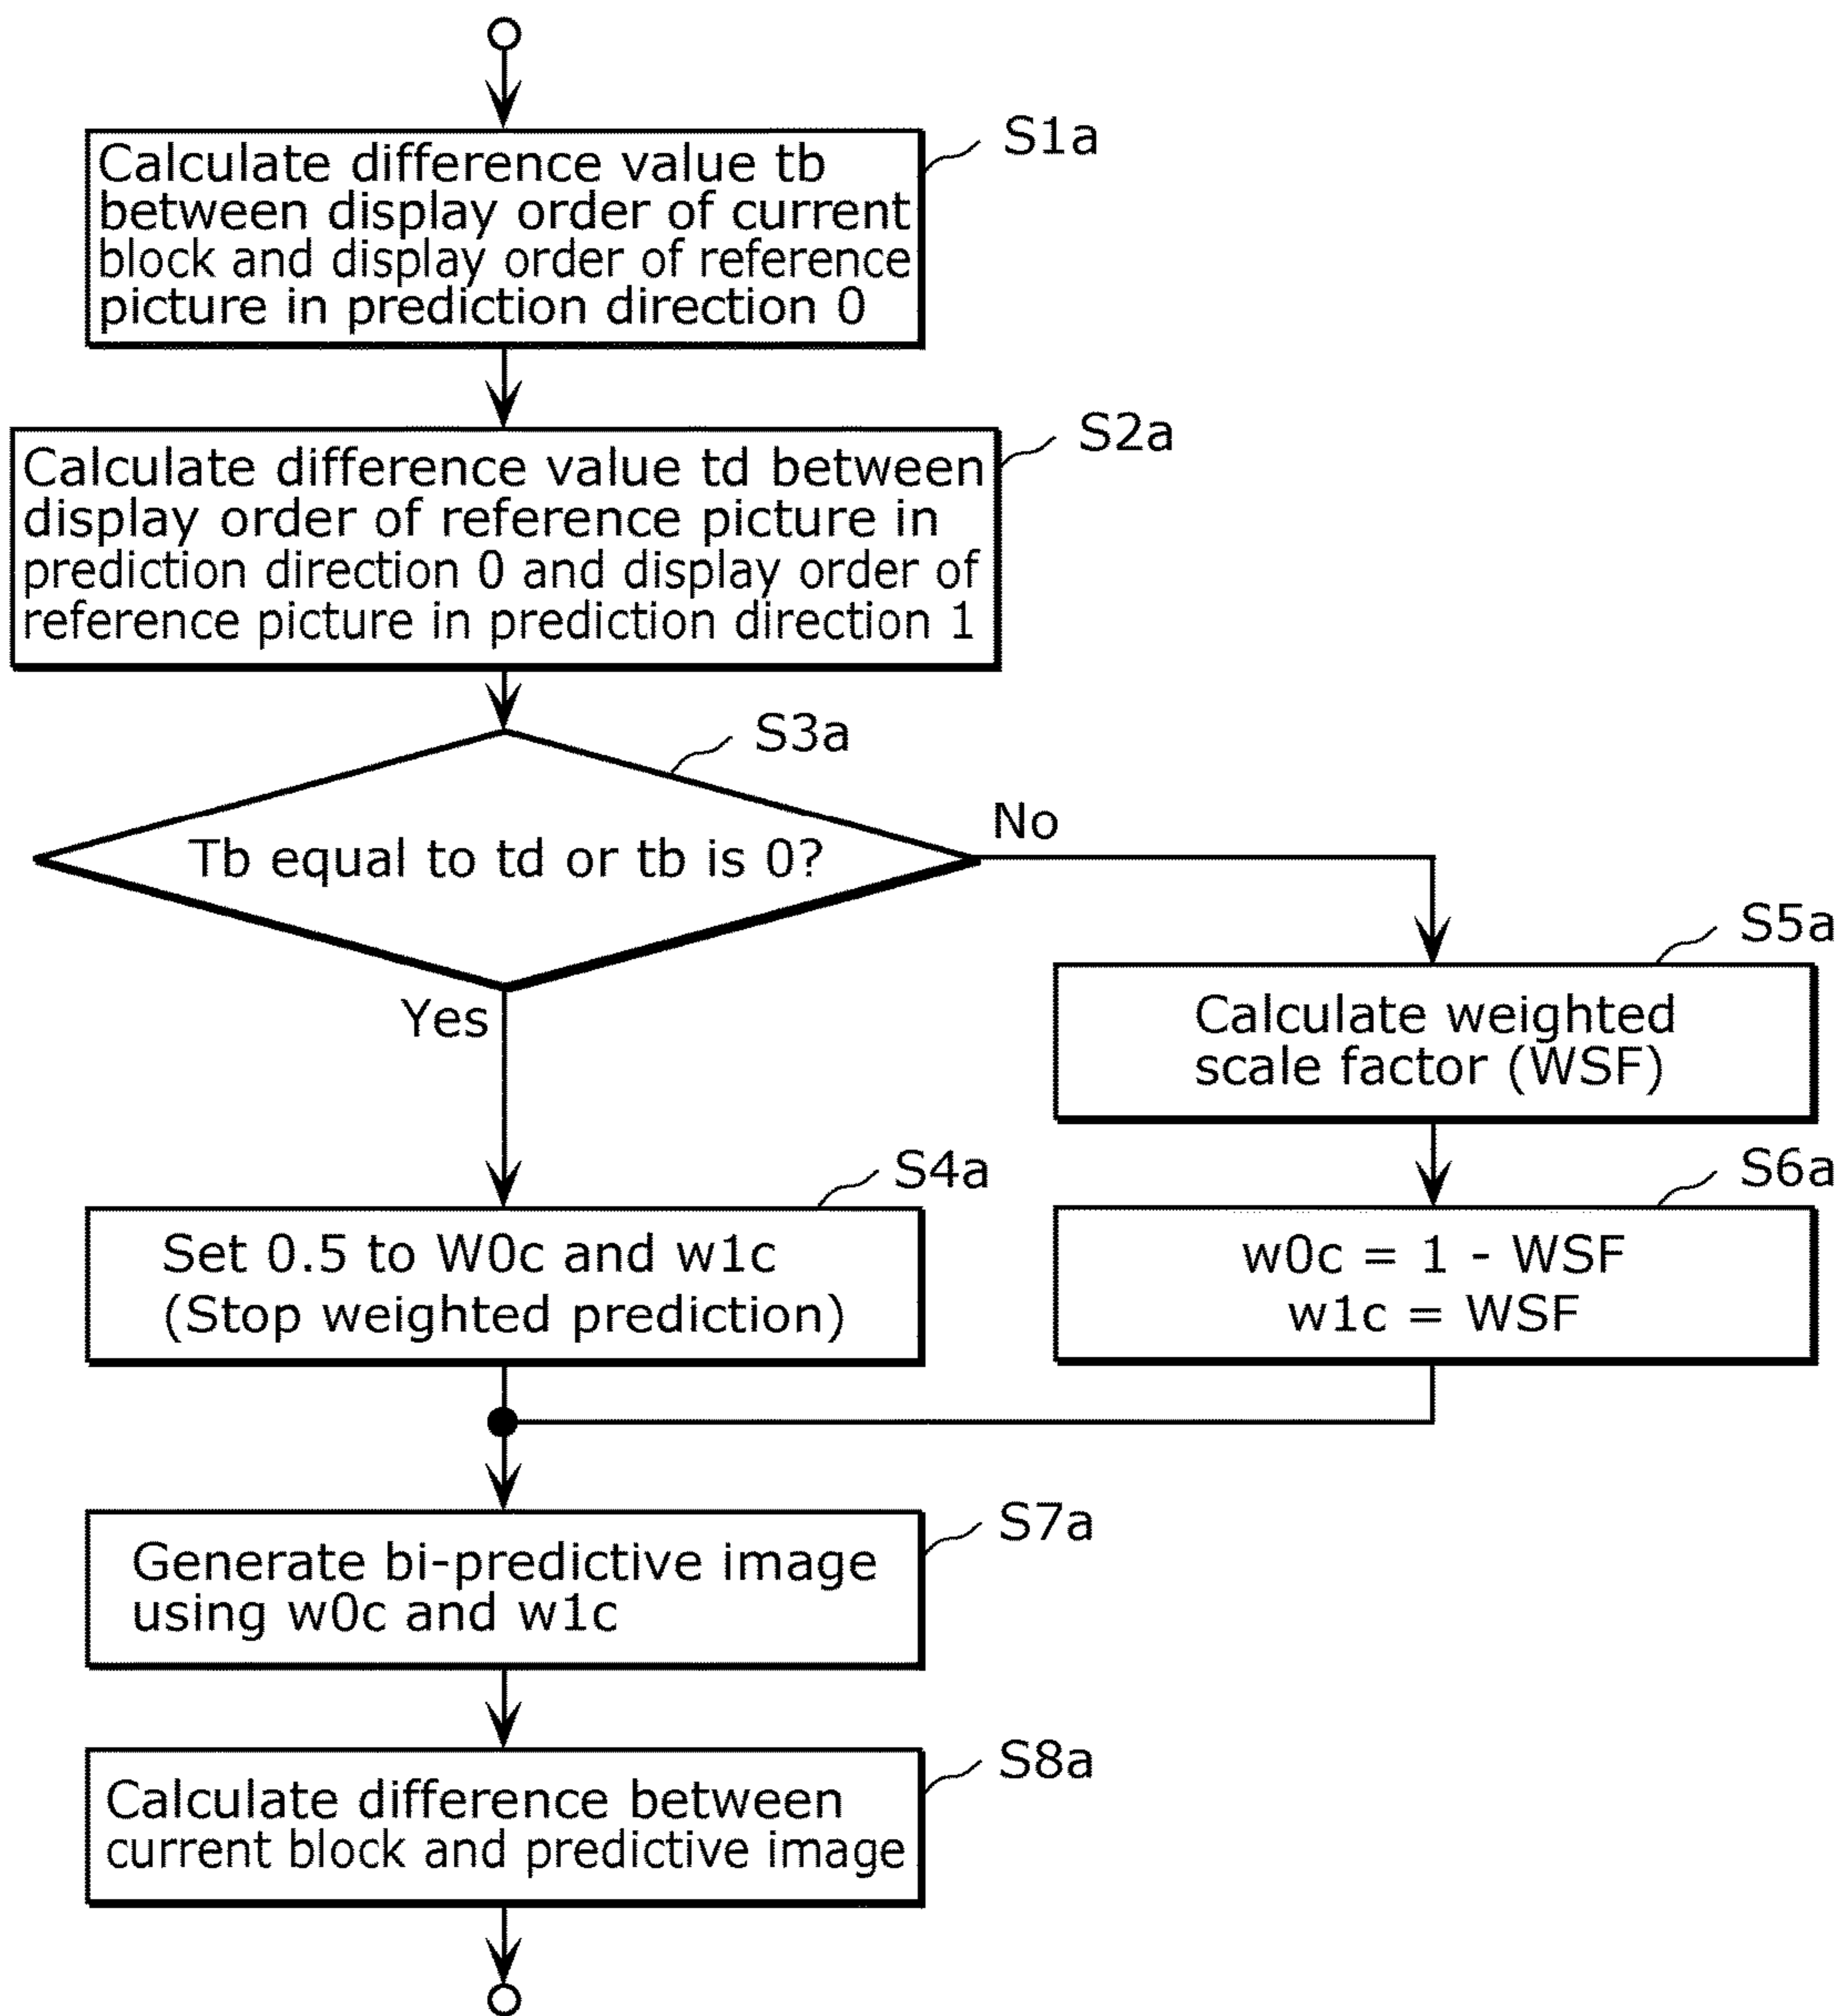 S1a
Calculate difference value tb
between display order of current
block and display order of reference
picture in prediction direction 0
S2a
Calculate difference value td between
display order of reference picture in
prediction direction 0 and display order of
reference picture in prediction direction 1
S3a
Tb equal to td or tb is 0?
No
Yes
S5a
Calculate weighted
scale factor (WSF)
S4a
Set 0.5 to W0c and w1c
(Stop weighted prediction)
S6a
w0c = 1 - WSF
w1c = WSF
S7a
Generate bi-predictive image
using w0c and w1c
S8a
Calculate difference between
current block and predictive image